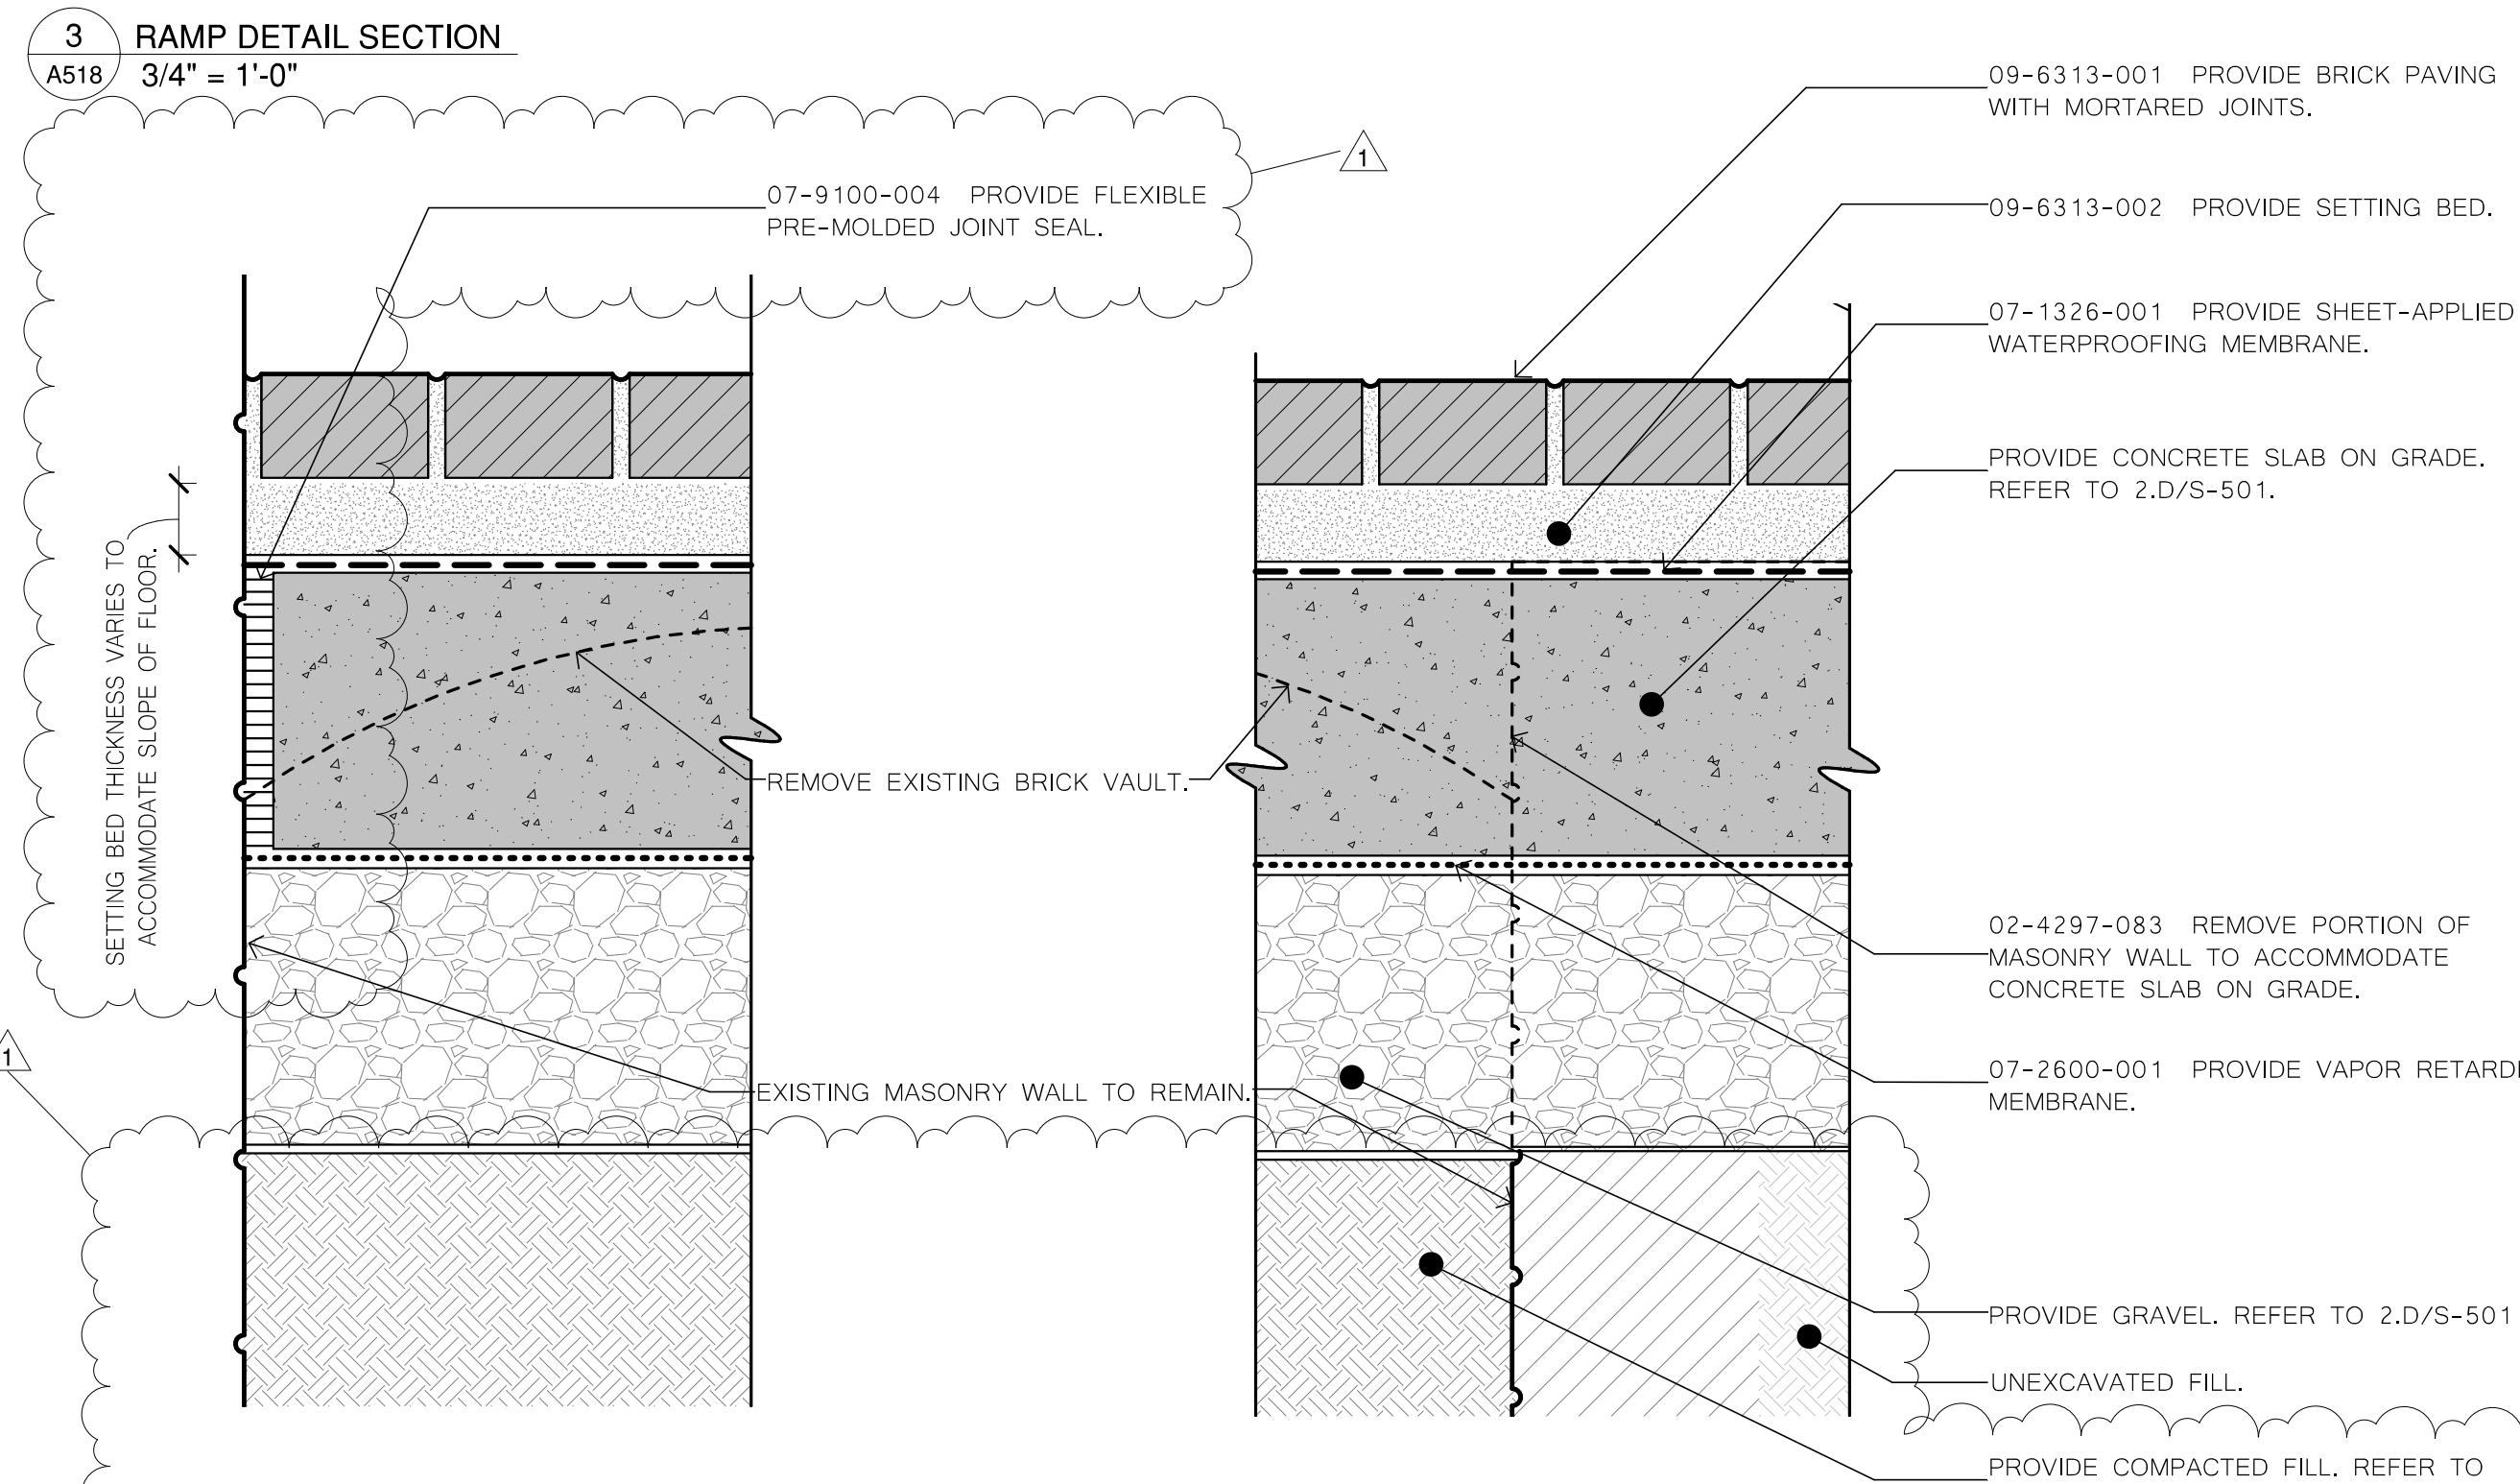 3
A518
RAMP DETAIL SECTION
3/4" = 1'-0"
1
07-9100-004 PROVIDE FLEXIBLE
PRE-MOLDED JOINT SEAL.
09-6313-001 PROVIDE BRICK PAVING
WITH MORTARED JOINTS.
09-6313-002 PROVIDE SETTING BED.
07-1326-001 PROVIDE SHEET-APPLIED
WATERPROOFING MEMBRANE.
PROVIDE CONCRETE SLAB ON GRADE.
REFER TO 2.D/S-501.
SETTING BED THICKNESS VARIES TO
ACCOMMODATE SLOPE OF FLOOR.
REMOVE EXISTING BRICK VAULT.
02-4297-083 REMOVE PORTION OF
MASONRY WALL TO ACCOMMODATE
CONCRETE SLAB ON GRADE.
1
EXISTING MASONRY WALL TO REMAIN.
07-2600-001 PROVIDE VAPOR
MEMBRANE.
PROVIDE GRAVEL. REFER TO 2.D/S-501
UNEXCAVATED FILL.
PROVIDE COMPACTED FILL. REFER TO